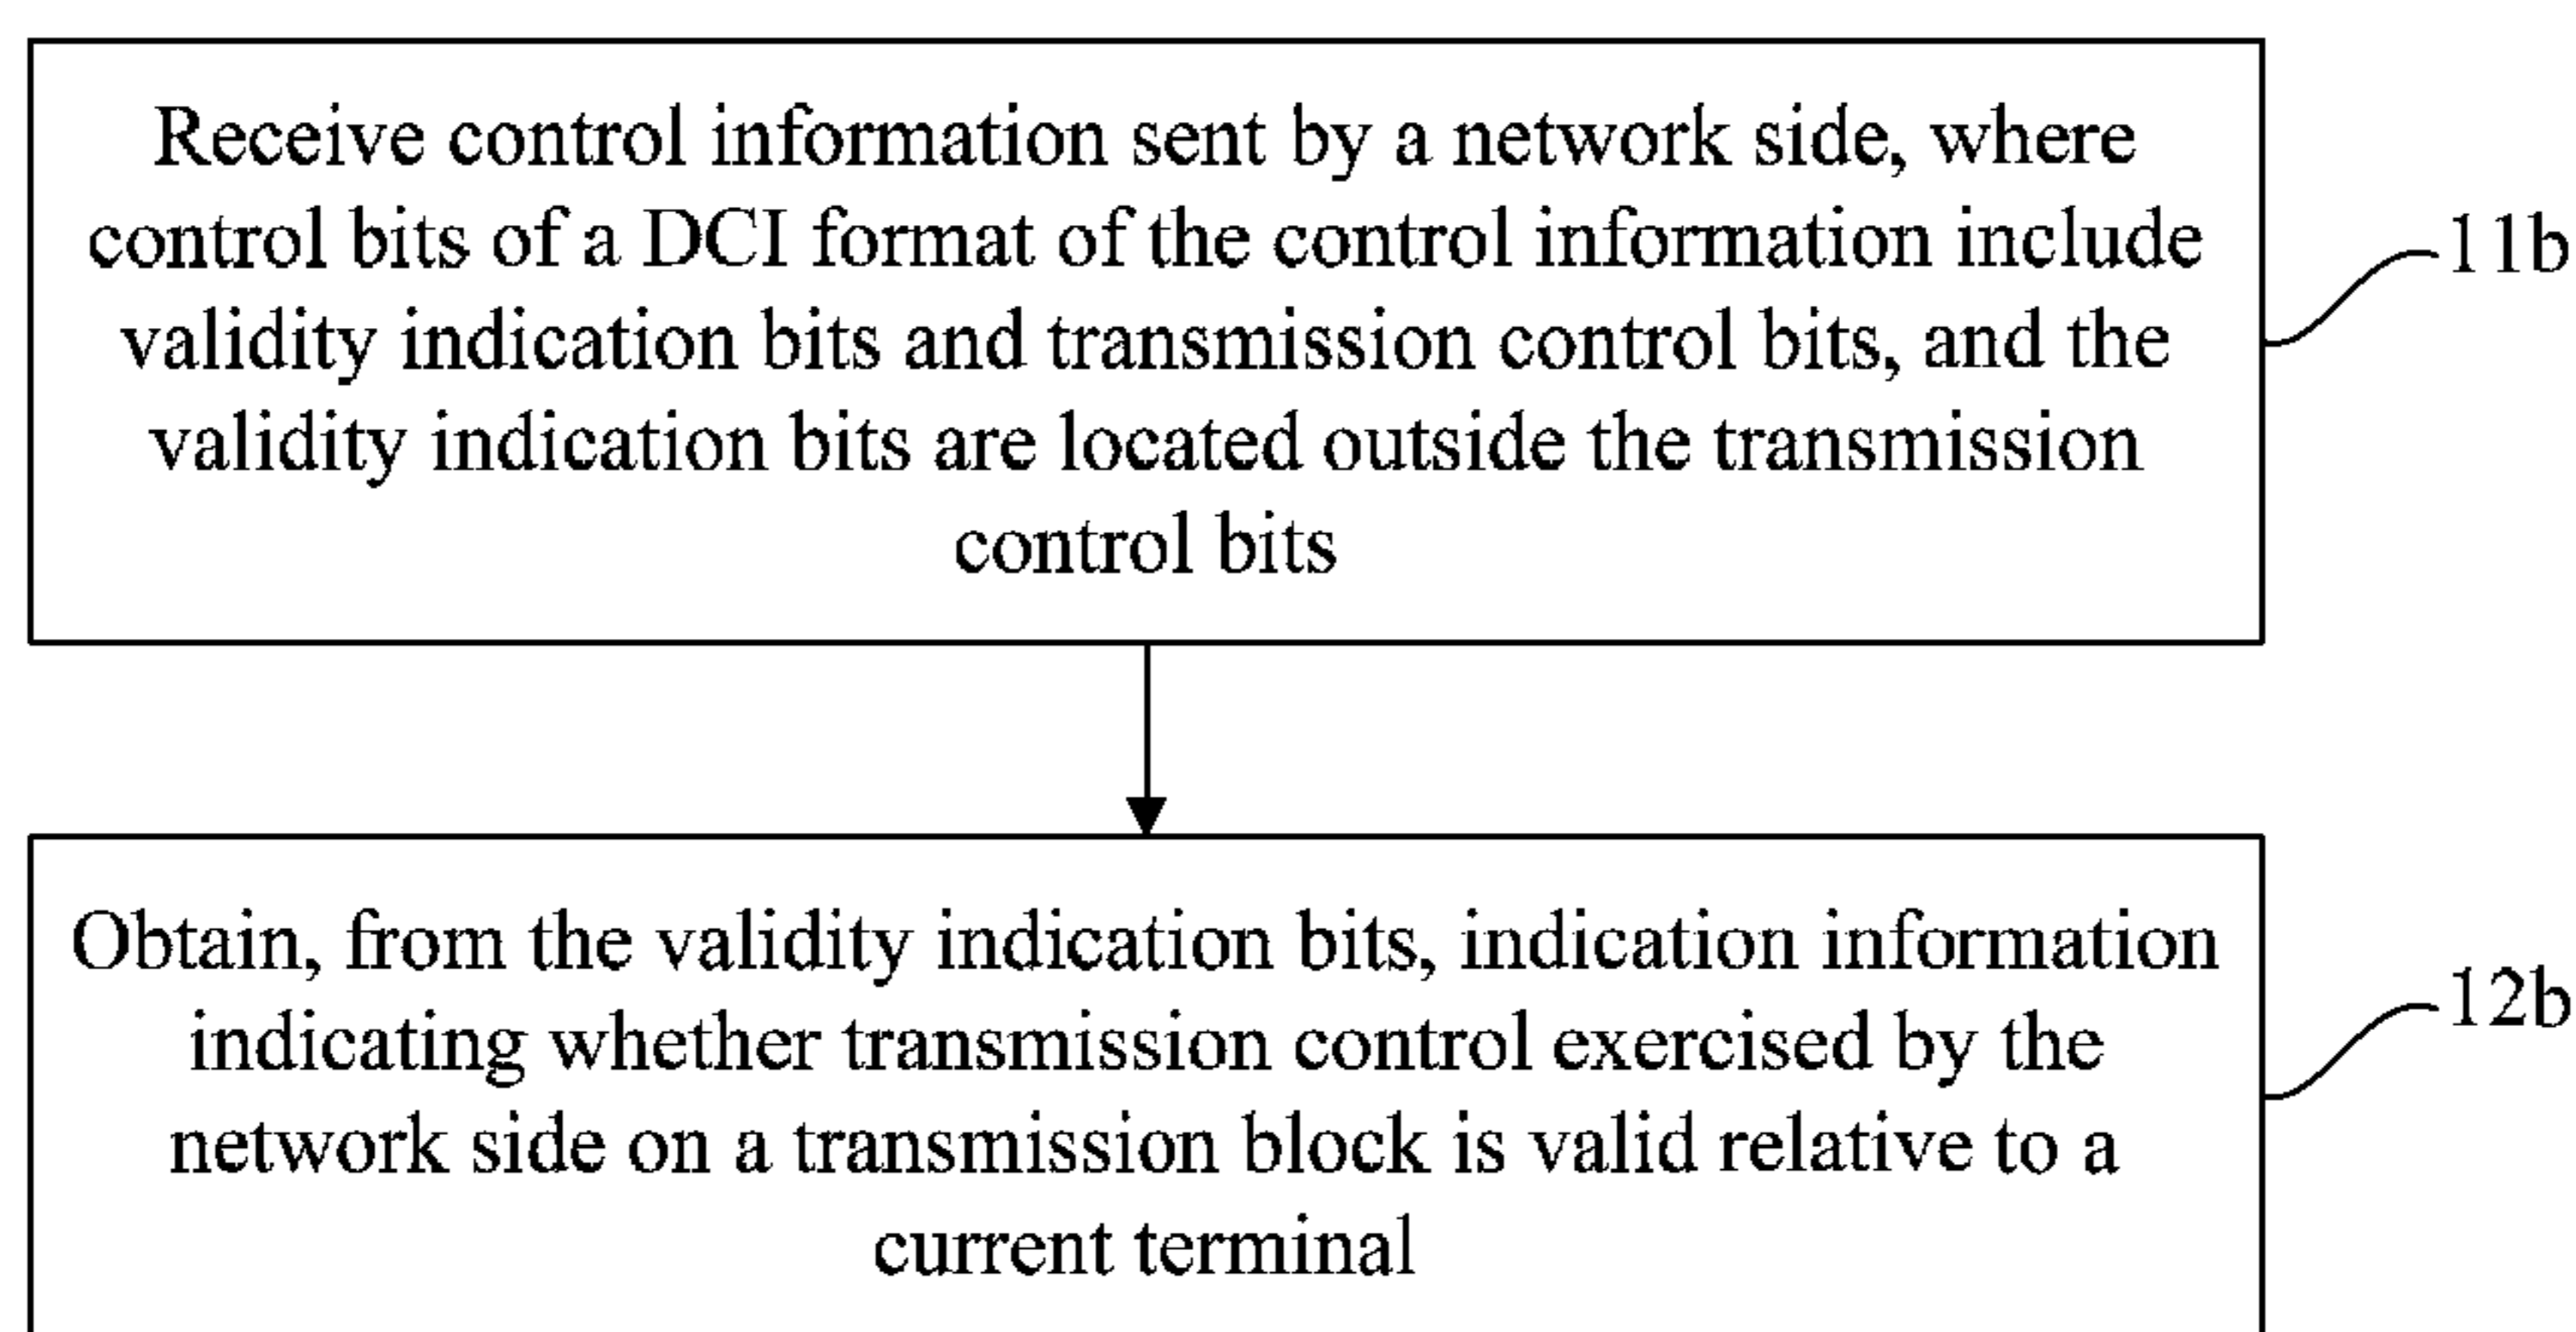 Receive control information sent by a network side, where
control bits of a DCI format of the control information include
validity indication bits and transmission control bits, and the
validity indication bits are located outside the transmission
control bits
11b
Obtain, from the validity indication bits, indication information
indicating whether transmission control exercised by the
network side on a transmission block is valid relative to a
current terminal
12b